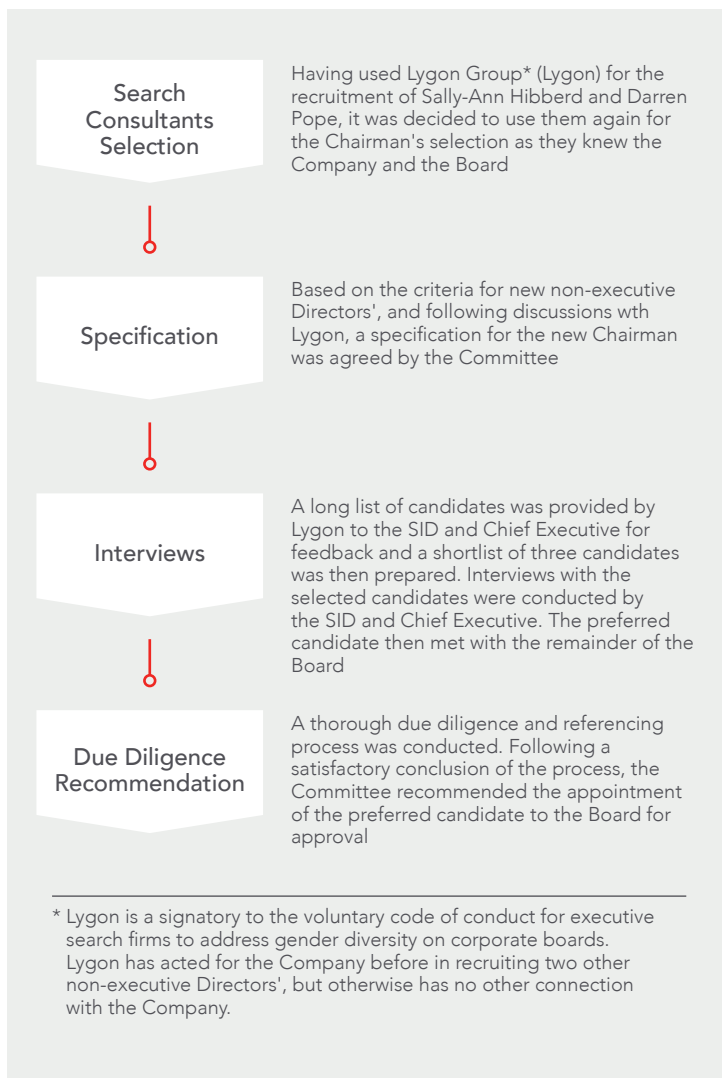 Search
Consultants
Selection
Having used Lygon Group* (Lygon) for the
recruitment of Sally-Ann Hibberd and Darren
Pope, it was decided to use them again for
the Chairman's selection as they knew the
Company and the Board
Specification
Based on the criteria for new non-executive
Directors', and following discussions wth
Lygon, a specification for the new Chairman
was agreed by the Committee
Interviews
A long list of candidates was provided by
Lygon to the SID and Chief Executive for
feedback and a shortlist of three candidates
was then prepared. Interviews with the
selected candidates were conducted by
the SID and Chief Executive. The preferred
candidate then met with the remainder of the
Board
Due Diligence
Recommendation
A thorough due diligence and referencing
process was conducted. Following a
satisfactory conclusion of the process, the
Committee recommended the appointment
of the preferred candidate to the Board for
approval
* Lygon is a signatory to the voluntary code of conduct for executive
search firms to address gender diversity on corporate boards.
Lygon has acted for the Company before in recruiting two other
non-executive Directors', but otherwise has no other connection
with the Company.